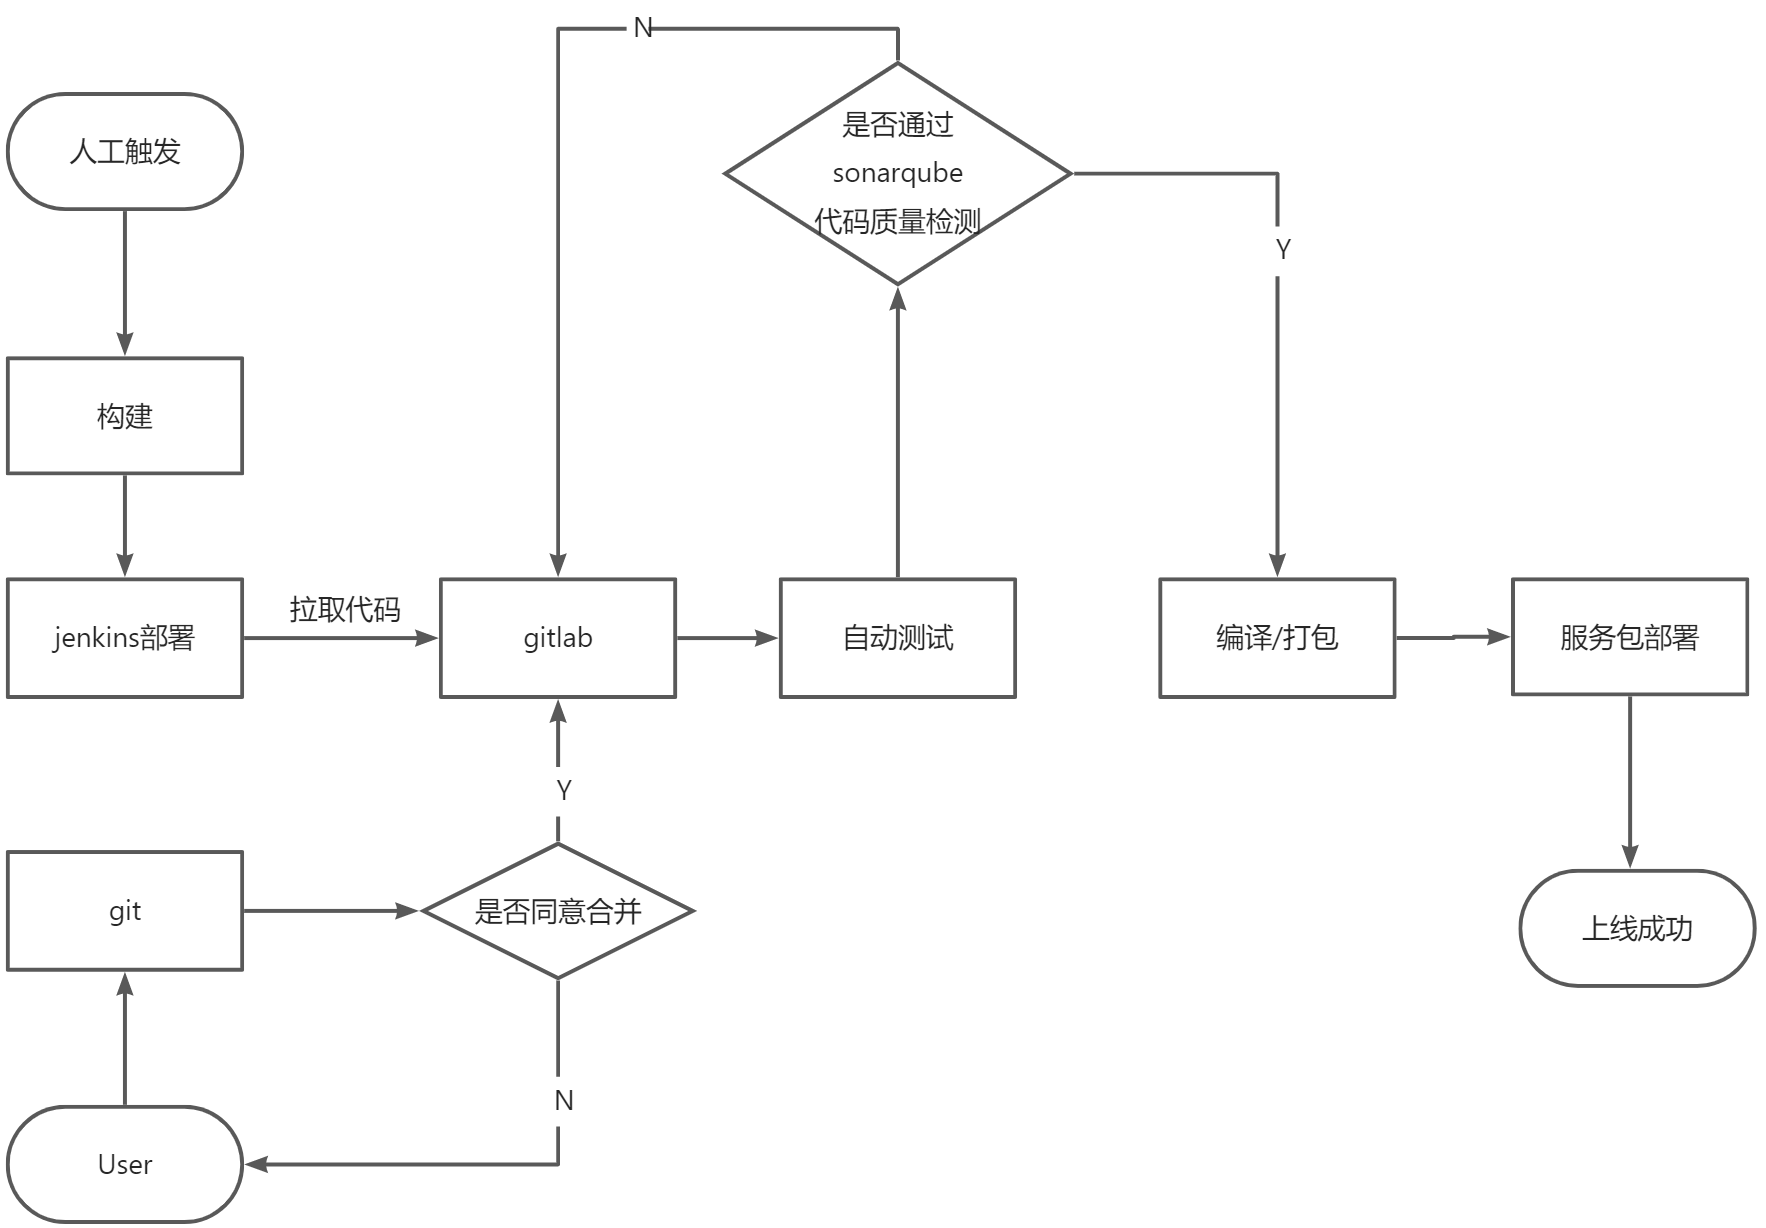 N
人工触发
是否通过
sonarqube
代码质量检测
Y
构建
jenkins部署
拉取代码
gitlab
自动测试
编译/打包
服务包部署
Y
git
是否同意合并
上线成功
N
User